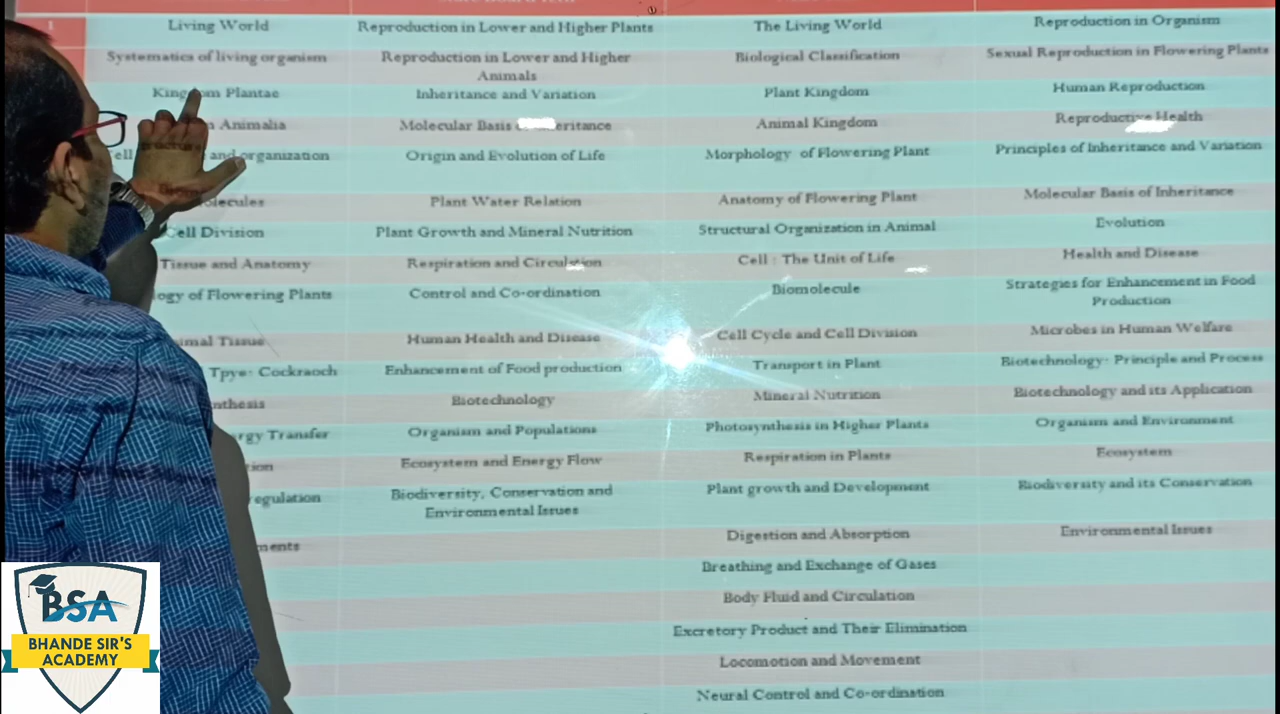 1 Living World Reproduction in Lower and Higher Plants The Living World Reproduction in Organism
Systematics of living organism Reproduction in Lower and Higher Animals Biological Classification Sexual Reproduction in Flowering Plants
Plantae Inheritance and Variation Plant Kingdom Human Reproduction
Animalia Molecular Basis Animal Kingdom Reproductive Health
and organization Origin and Evolution of Life Morphology of Flowering Plant Principles of Inheritance and Variation
Plant Water Relation Anatomy of Flowering Plant Molecular Basis of Inheritance
Cell Division Plant Growth and Mineral Nutrition Structural Organization in Animal Evolution
Tissue and Anatomy Respiration and Circulation Cell : The Unit of Life Health and Disease
of Flowering Plants Control and Co-ordination Biomolecule Strategies for Enhancement in Food Production
Tissue Human Health and Disease Cell Cycle and Cell Division Microbes in Human Welfare
Tpye: Cockraoch Enhancement of Food production Transport in Plant Biotechnology: Principle and Process
Biotechnology Mineral Nutrition Biotechnology and its Application
Transfer Organism and Populations Photosynthesis in Higher Plants Organism and Environment
Ecosystem and Energy Flow Respiration in Plants Ecosystem
Biodiversity, Conservation and Environmental Issues Plant growth and Development Biodiversity and its Conservation
Digestion and Absorption Environmental Issues
Breathing and Exchange of Gases
Body Fluid and Circulation
Excretory Product and Their Elimination
Locomotion and Movement
Neural Control and Co-ordination
BSA
BHANDE SIR'S
ACADEMY